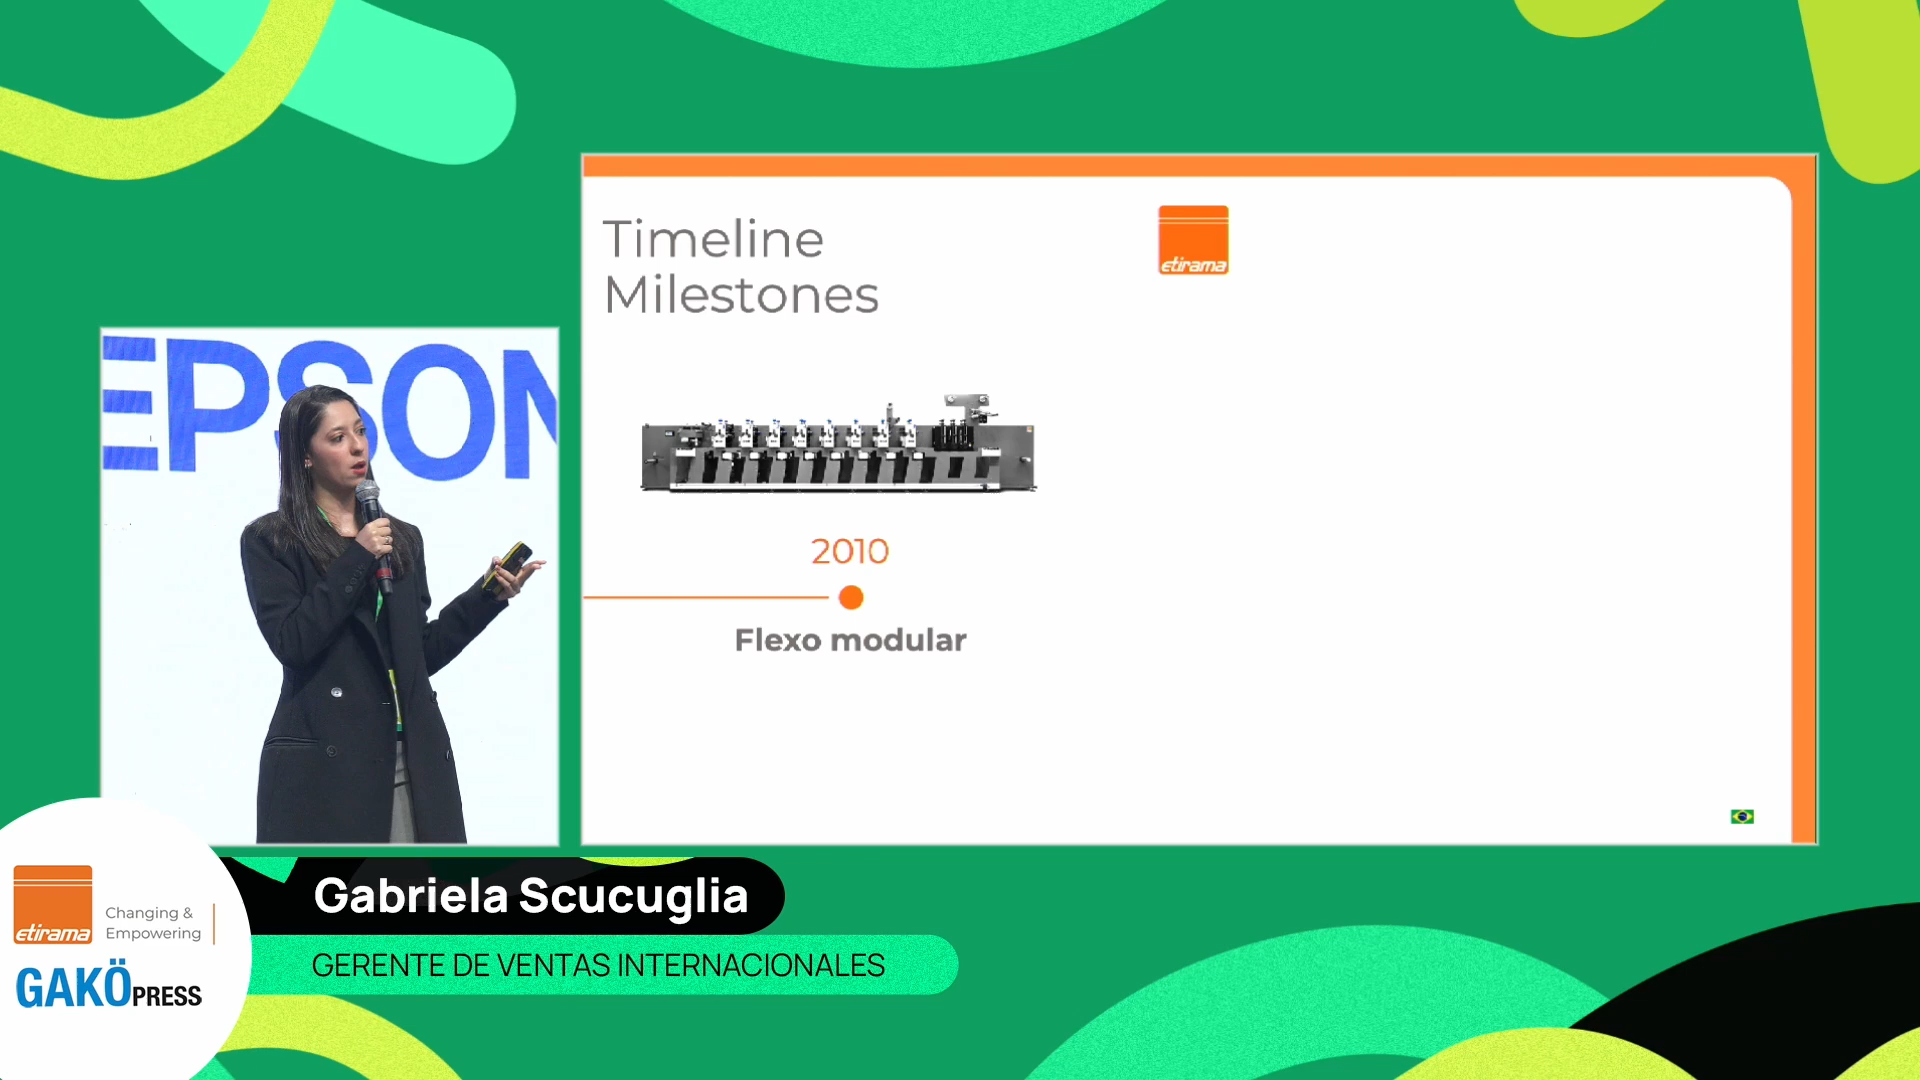 Timeline
Milestones
etirama
2010
Flexo modular
EPSON
Gabriela Scucuglia
GERENTE DE VENTAS INTERNACIONALES
etirama
Changing &
Empowering
GAKÖPRESS